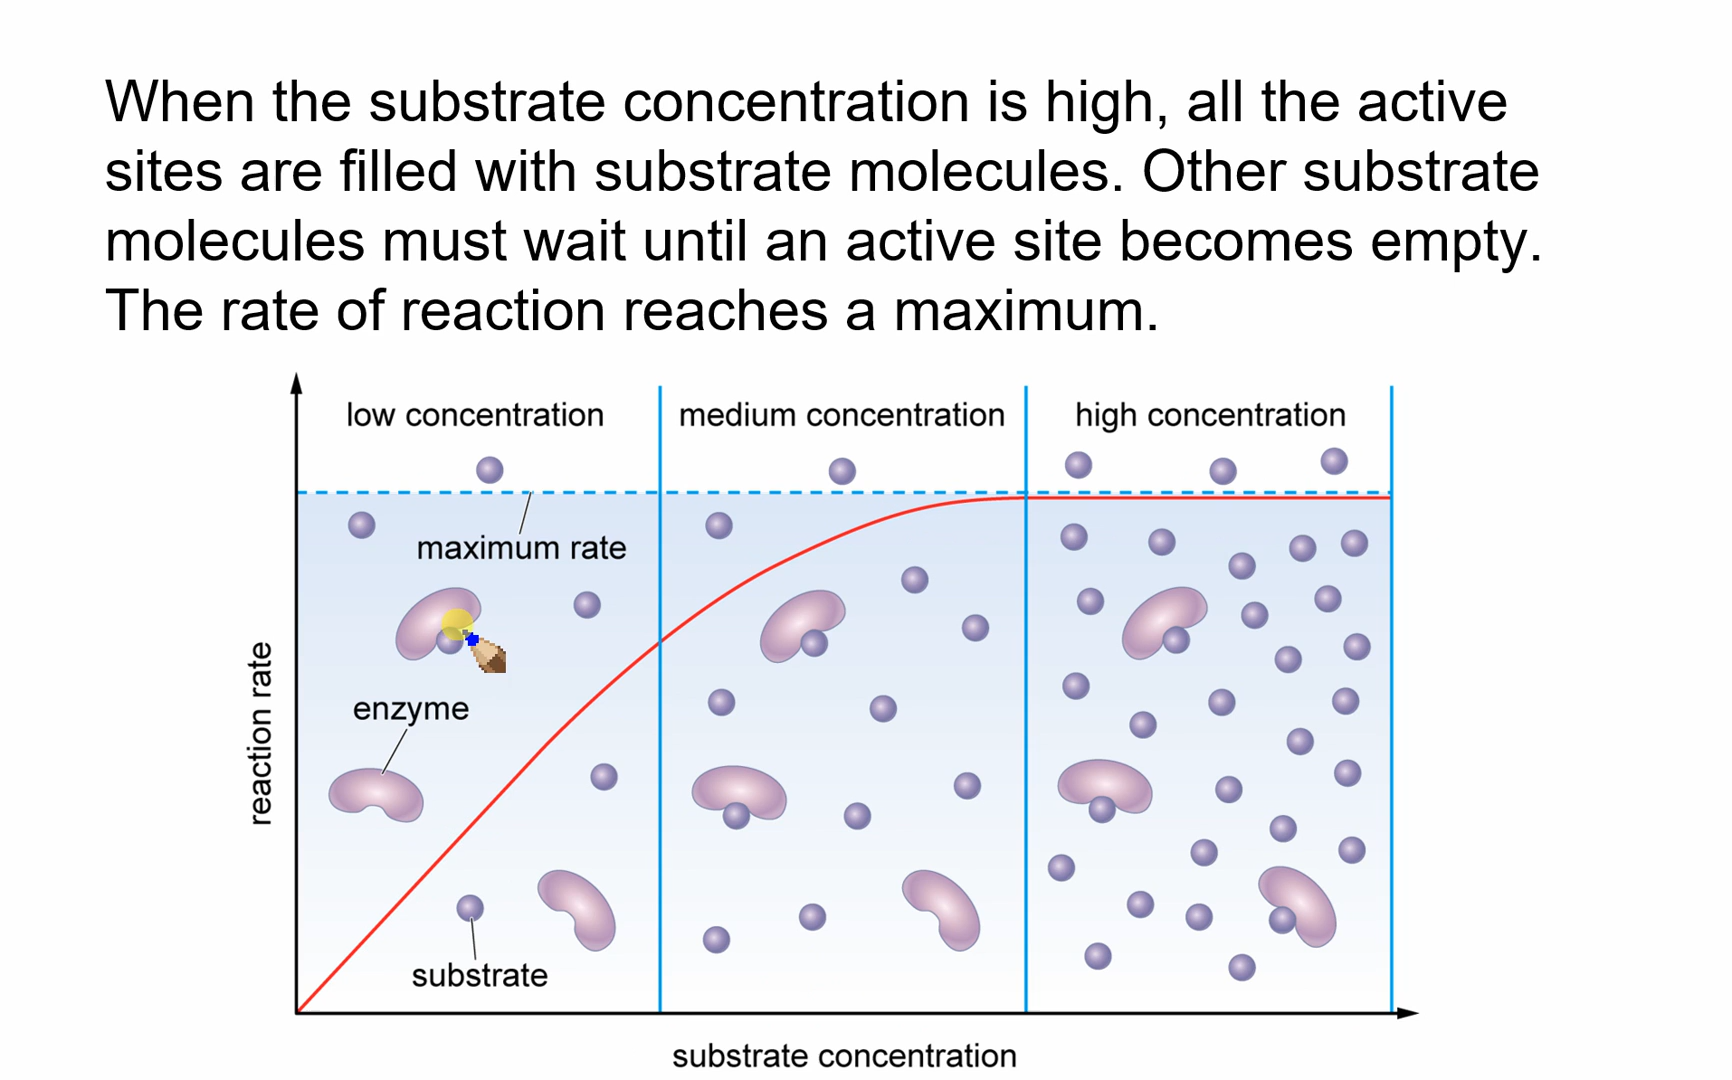 When the substrate concentration is high, all the active
sites are filled with substrate molecules. Other substrate
molecules must wait until an active site becomes empty.
The rate of reaction reaches a maximum.
low concentration
medium concentration
high concentration
maximum rate
enzyme
substrate
reaction rate
substrate concentration